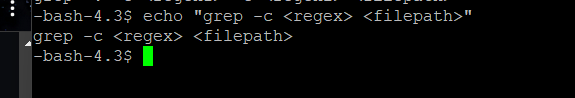 -bash-4.3$ echo "grep -c <regex> <filepath>"
grep -c <regex> <filepath>
-bash-4.3$